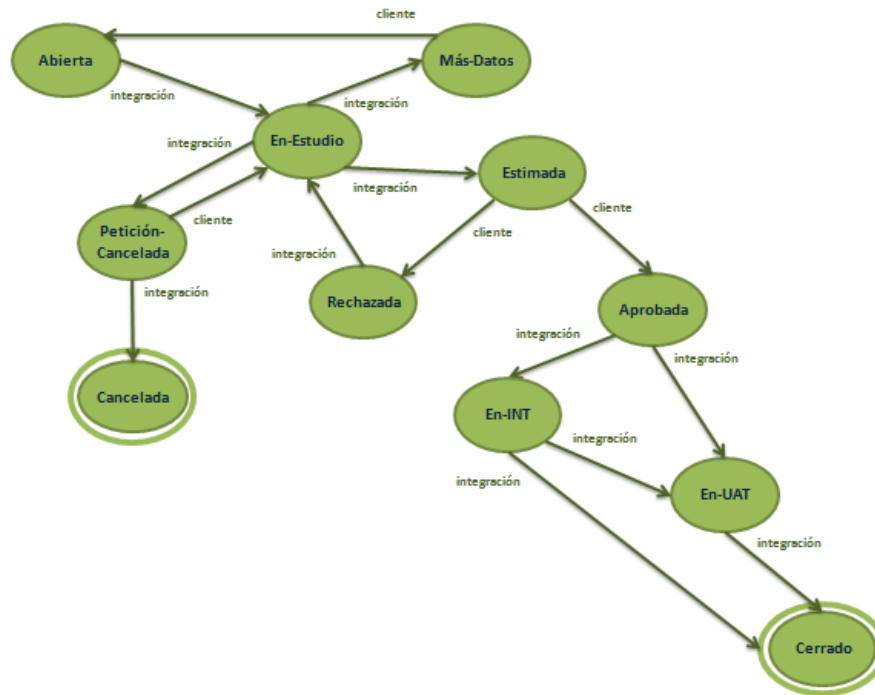 cliente
Abierta
Más-Datos
integración
integración
En-Estudio
integración
Estimada
integración
cliente
cliente
Petición-
Cancelada
cliente
integración
integración
Rechazada
Aprobada
integración
integración
Cancelada
En-INT
integración
integración
En-UAT
integración
Cerrado